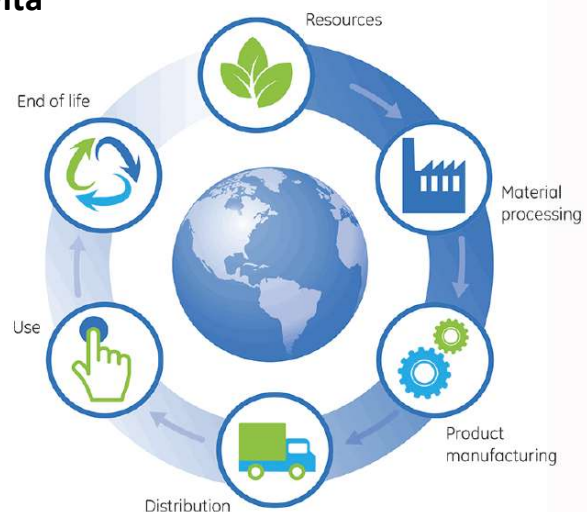 Resources
End of life
Material
processing
Use
Product
manufacturing
Distribution